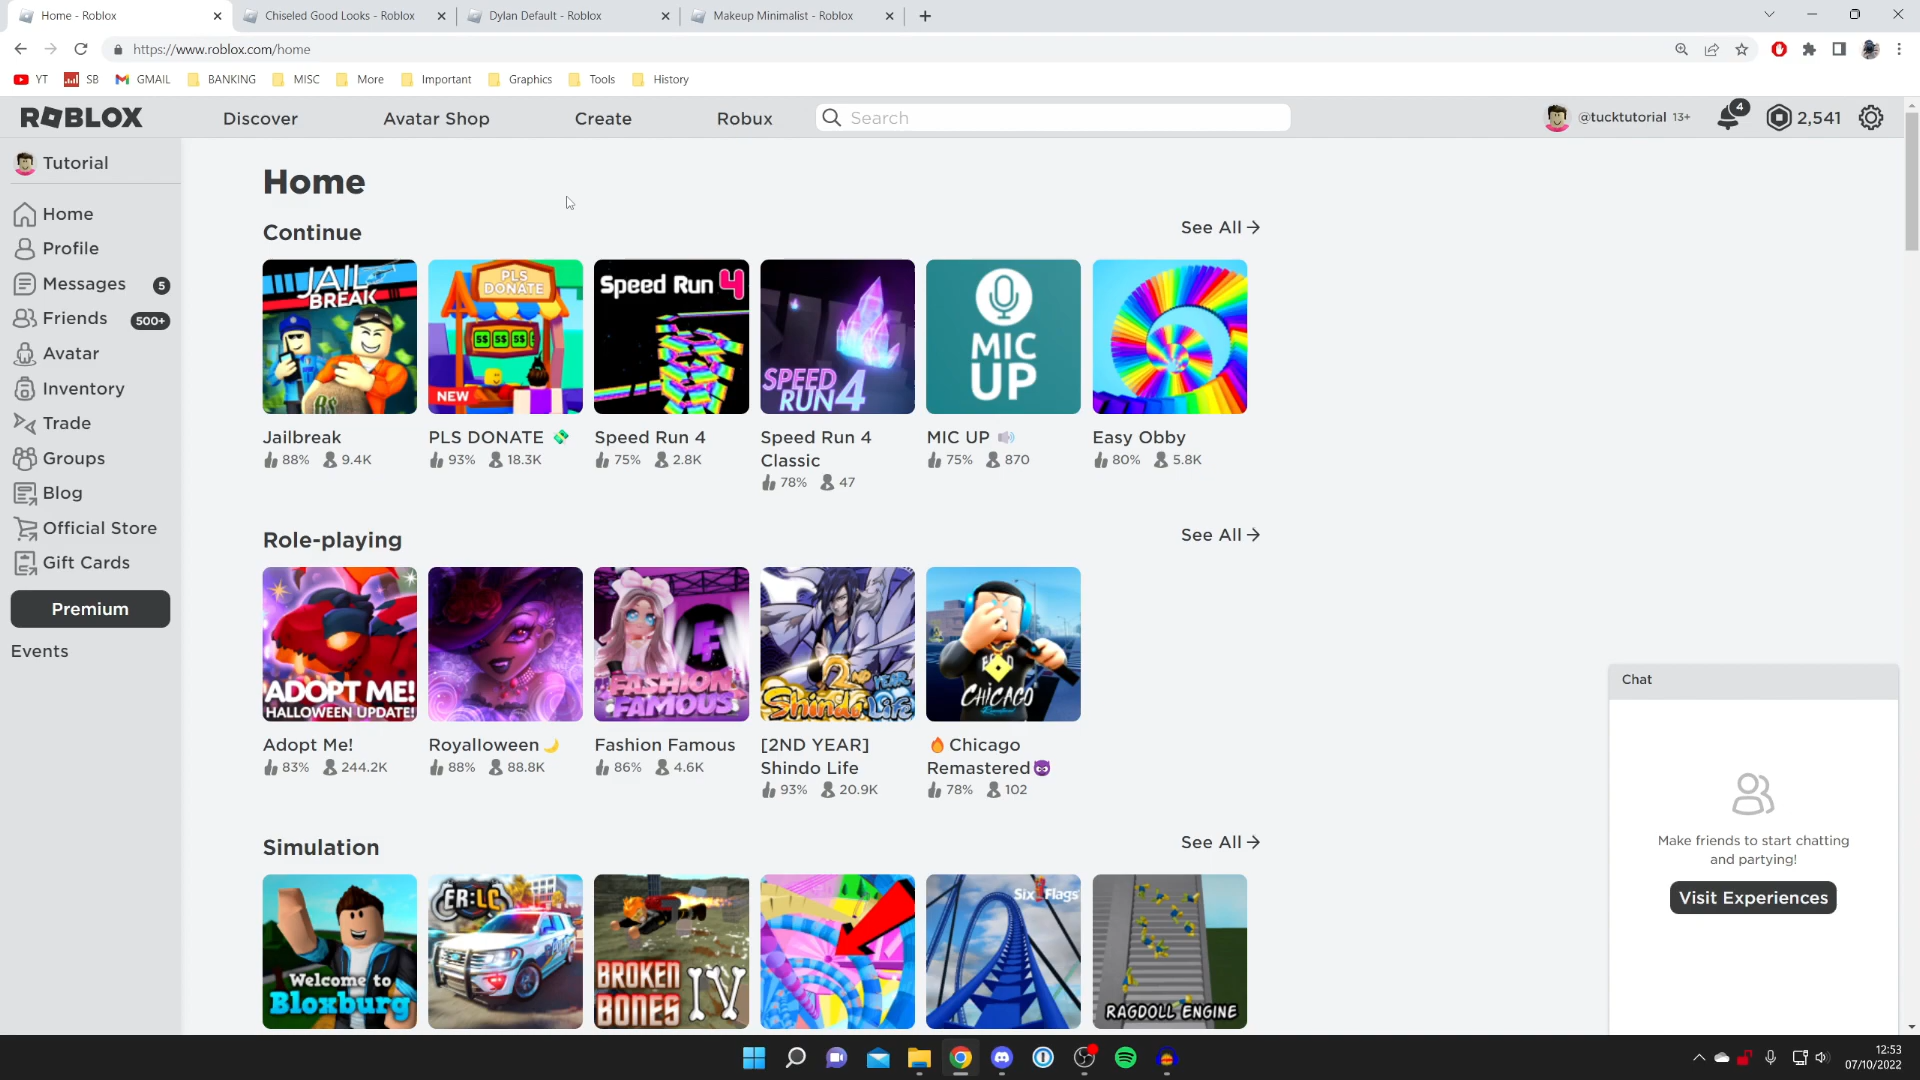 Home - Roblox
Chiseled Good Looks - Roblox
Dylan Default - Roblox
Makeup Minimalist - Roblox
https://www.roblox.com/home
YT
SB
GMAIL
BANKING
MISC
More
Important
Graphics
Tools
History
ROBLOX
Discover
Avatar Shop
Create
Robux
Search
@tucktutorial 13+
4
2,541
Tutorial
Home
Profile
Messages 5
Friends 500+
Avatar
Inventory
Trade
Groups
Blog
Official Store
Gift Cards
Premium
Events
Home
Continue
See All
JAIL
BREAK
PLS
DONATE
5$ 5$ 5$
NEW
Speed Run 4
SPEED
RUN 4
MIC
UP
Jailbreak
88% 9.4K
PLS DONATE 💸
93% 18.3K
Speed Run 4
75% 2.8K
Speed Run 4
Classic
78% 47
MIC UP 🔊
75% 870
Easy Obby
80% 5.8K
Role-playing
See All
ADOPT ME!
HALLOWEEN UPDATE!
FF
FASHION
FAMOUS
2ND YEAR
Shindo Life
CHICAGO
Remastered
Adopt Me!
83% 244.2K
Royalloween 🌙
88% 88.8K
Fashion Famous
86% 4.6K
[2ND YEAR]
Shindo Life
93% 20.9K
🔥 Chicago
Remastered 😈
78% 102
Simulation
See All
Welcome to
Bloxburg
ER:LC
BROKEN
BONES IV
Six Flags
RAGDOLL ENGINE
Chat
Make friends to start chatting
and partying!
Visit Experiences
12:53
07/10/2022